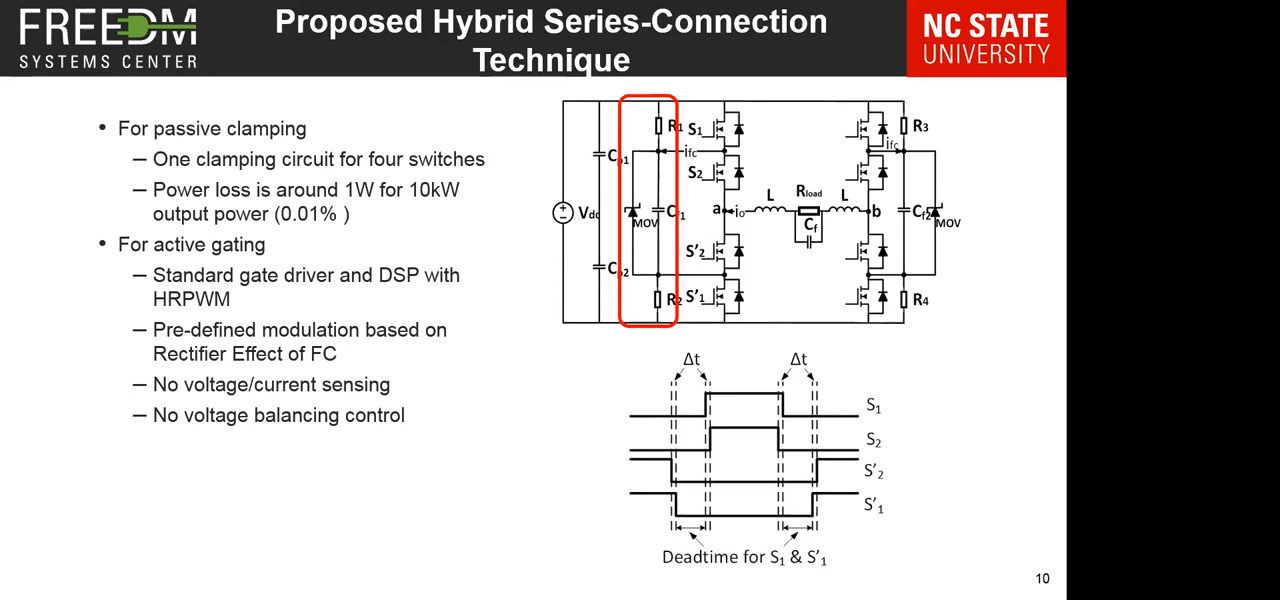 FREEDM
SYSTEMS CENTER
Proposed Hybrid Series-Connection
Technique
NC STATE
UNIVERSITY
• For passive clamping
– One clamping circuit for four switches
– Power loss is around 1W for 10kW
output power (0.01% )
• For active gating
– Standard gate driver and DSP with
HRPWM
– Pre-defined modulation based on
Rectifier Effect of FC
– No voltage/current sensing
– No voltage balancing control
R1
S1
ifc
S2
Cp1
Vdc
MOV
Cf1
a
io
L
Rload
L
b
Cf
S'2
Cp2
R2
S'1
R3
ifc
Cf2
MOV
R4
Δt
Δt
S1
S2
S'2
S'1
Deadtime for S1 & S'1
10